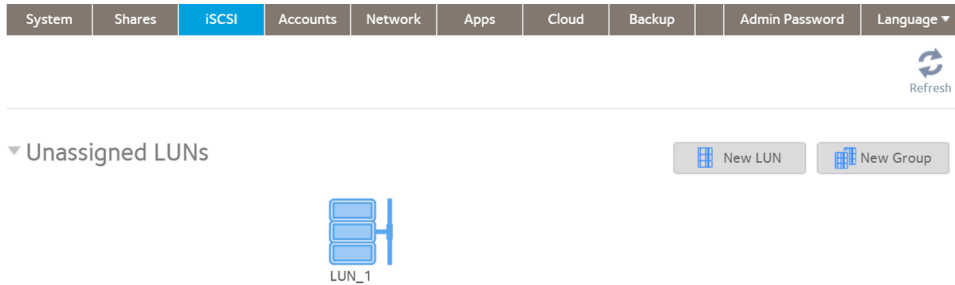 System Shares iSCSI Accounts Network Apps Cloud Backup Admin Password Language
Refresh
Unassigned LUNs New LUN New Group
LUN_1